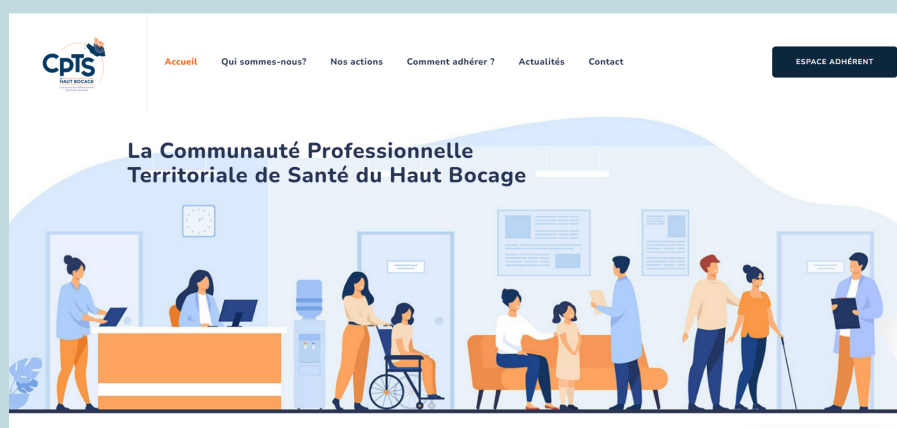 CPTS
HAUT BOCAGE
Accueil
Qui sommes-nous?
Nos actions
Comment adhérer ?
Actualités
Contact
ESPACE ADHÉRENT
La Communauté Professionnelle
Territoriale de Santé du Haut Bocage